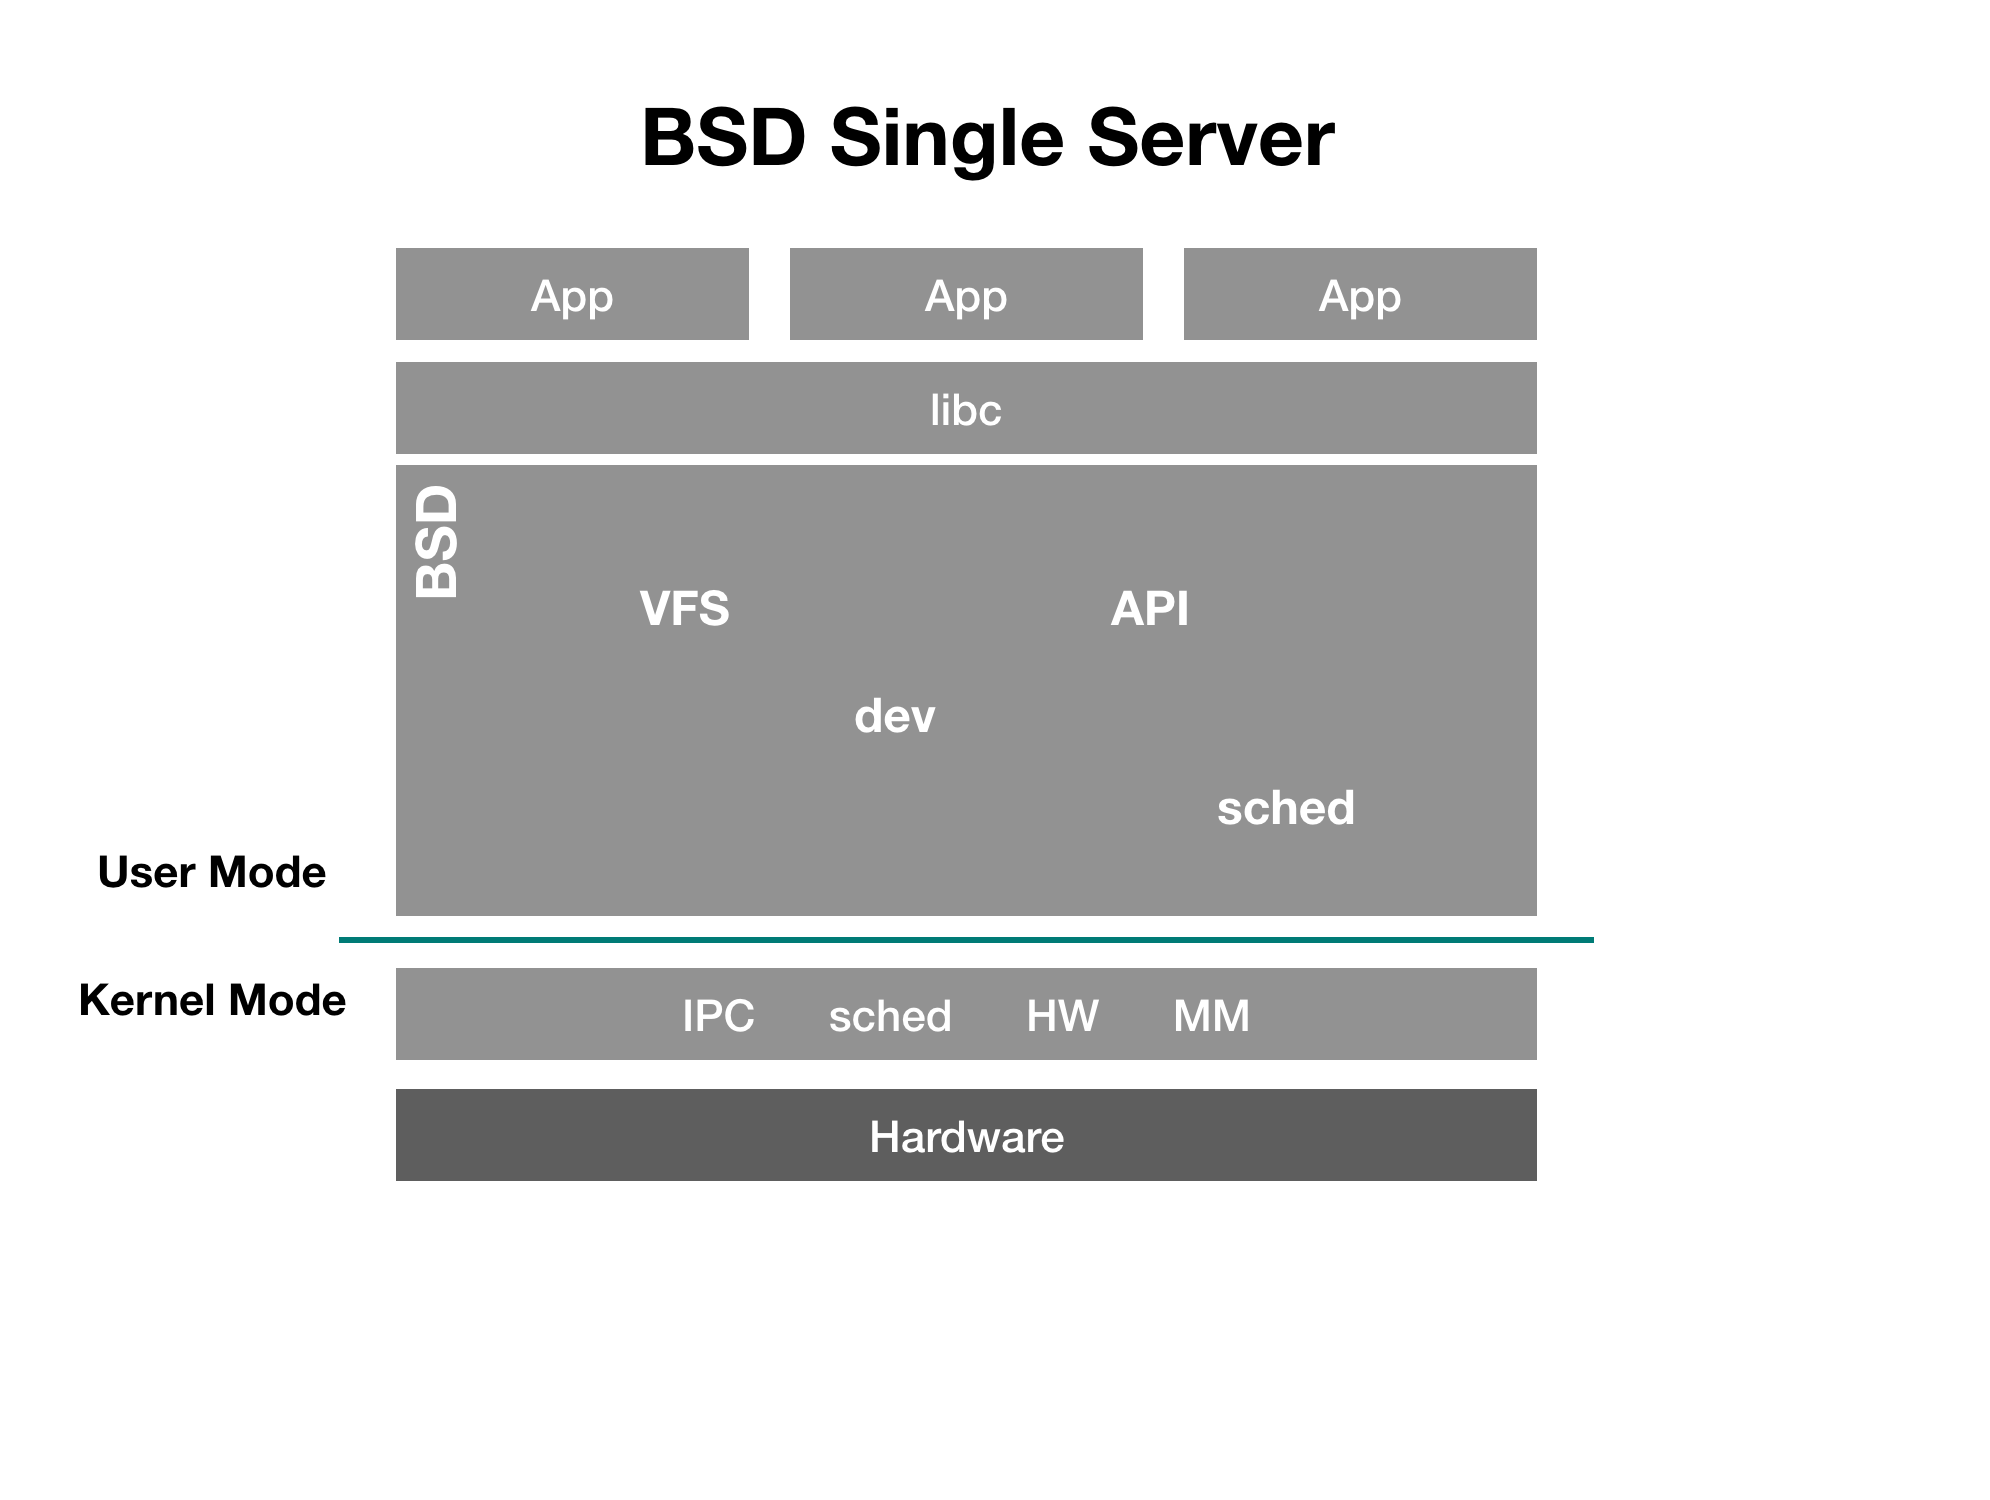 BSD Single Server
App App App
libc
BSD
VFS API
dev
sched
User Mode
Kernel Mode
IPC sched HW MM
Hardware